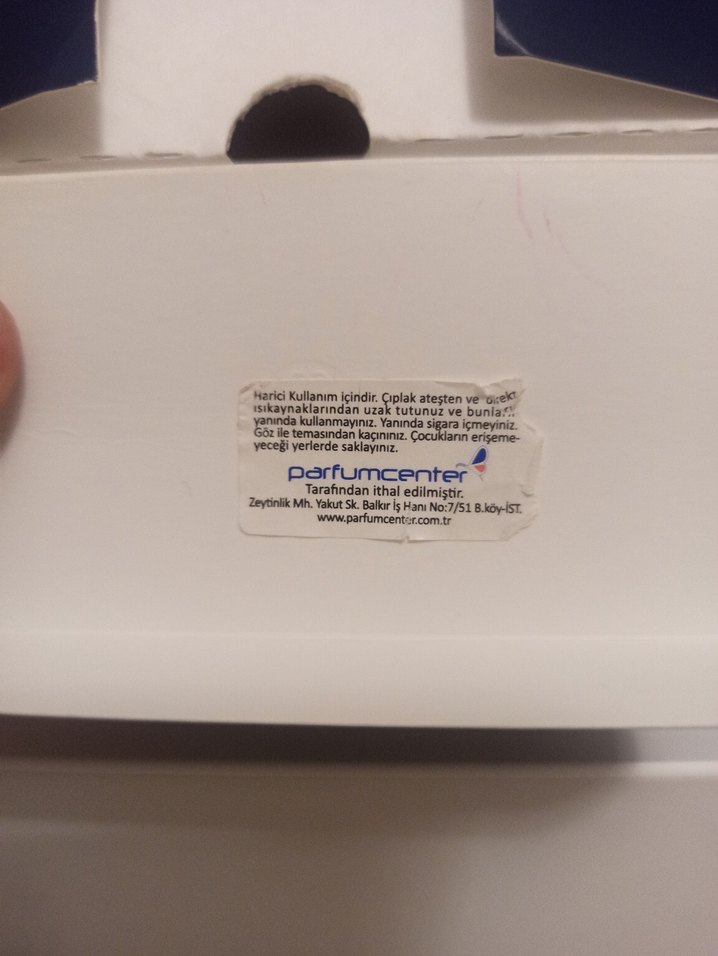 Harici Kullanım içindir. Çıplak ateşten ve direkt
ısıkaynaklarından uzak tutunuz ve bunların
yanında kullanmayınız. Yanında sigara içmeyiniz.
Göz ile temasından kaçınınız. Çocukların erişeme-
yeceği yerlerde saklayınız.
parfumcenter
Tarafından ithal edilmiştir.
Zeytinlik Mh. Yakut Sk. Balkır İş Hanı No:7/51 B.köy-İST.
www.parfumcenter.com.tr